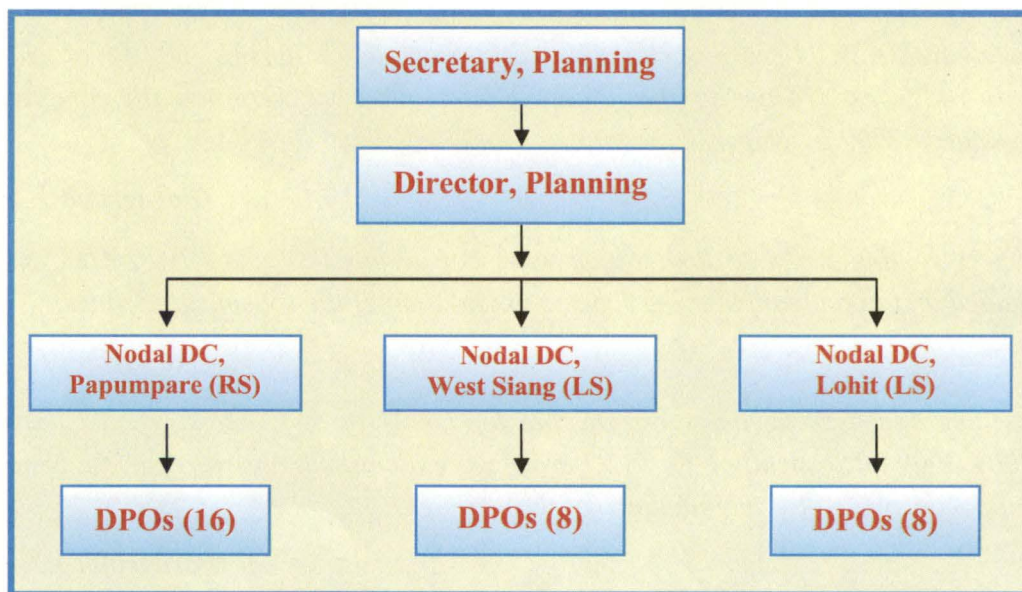 Secretary, Planning
Director, Planning
Nodal DC,
Papumpare (RS)
Nodal DC,
West Siang (LS)
Nodal DC,
Lohit (LS)
DPOs (16)
DPOs (8)
DPOs (8)